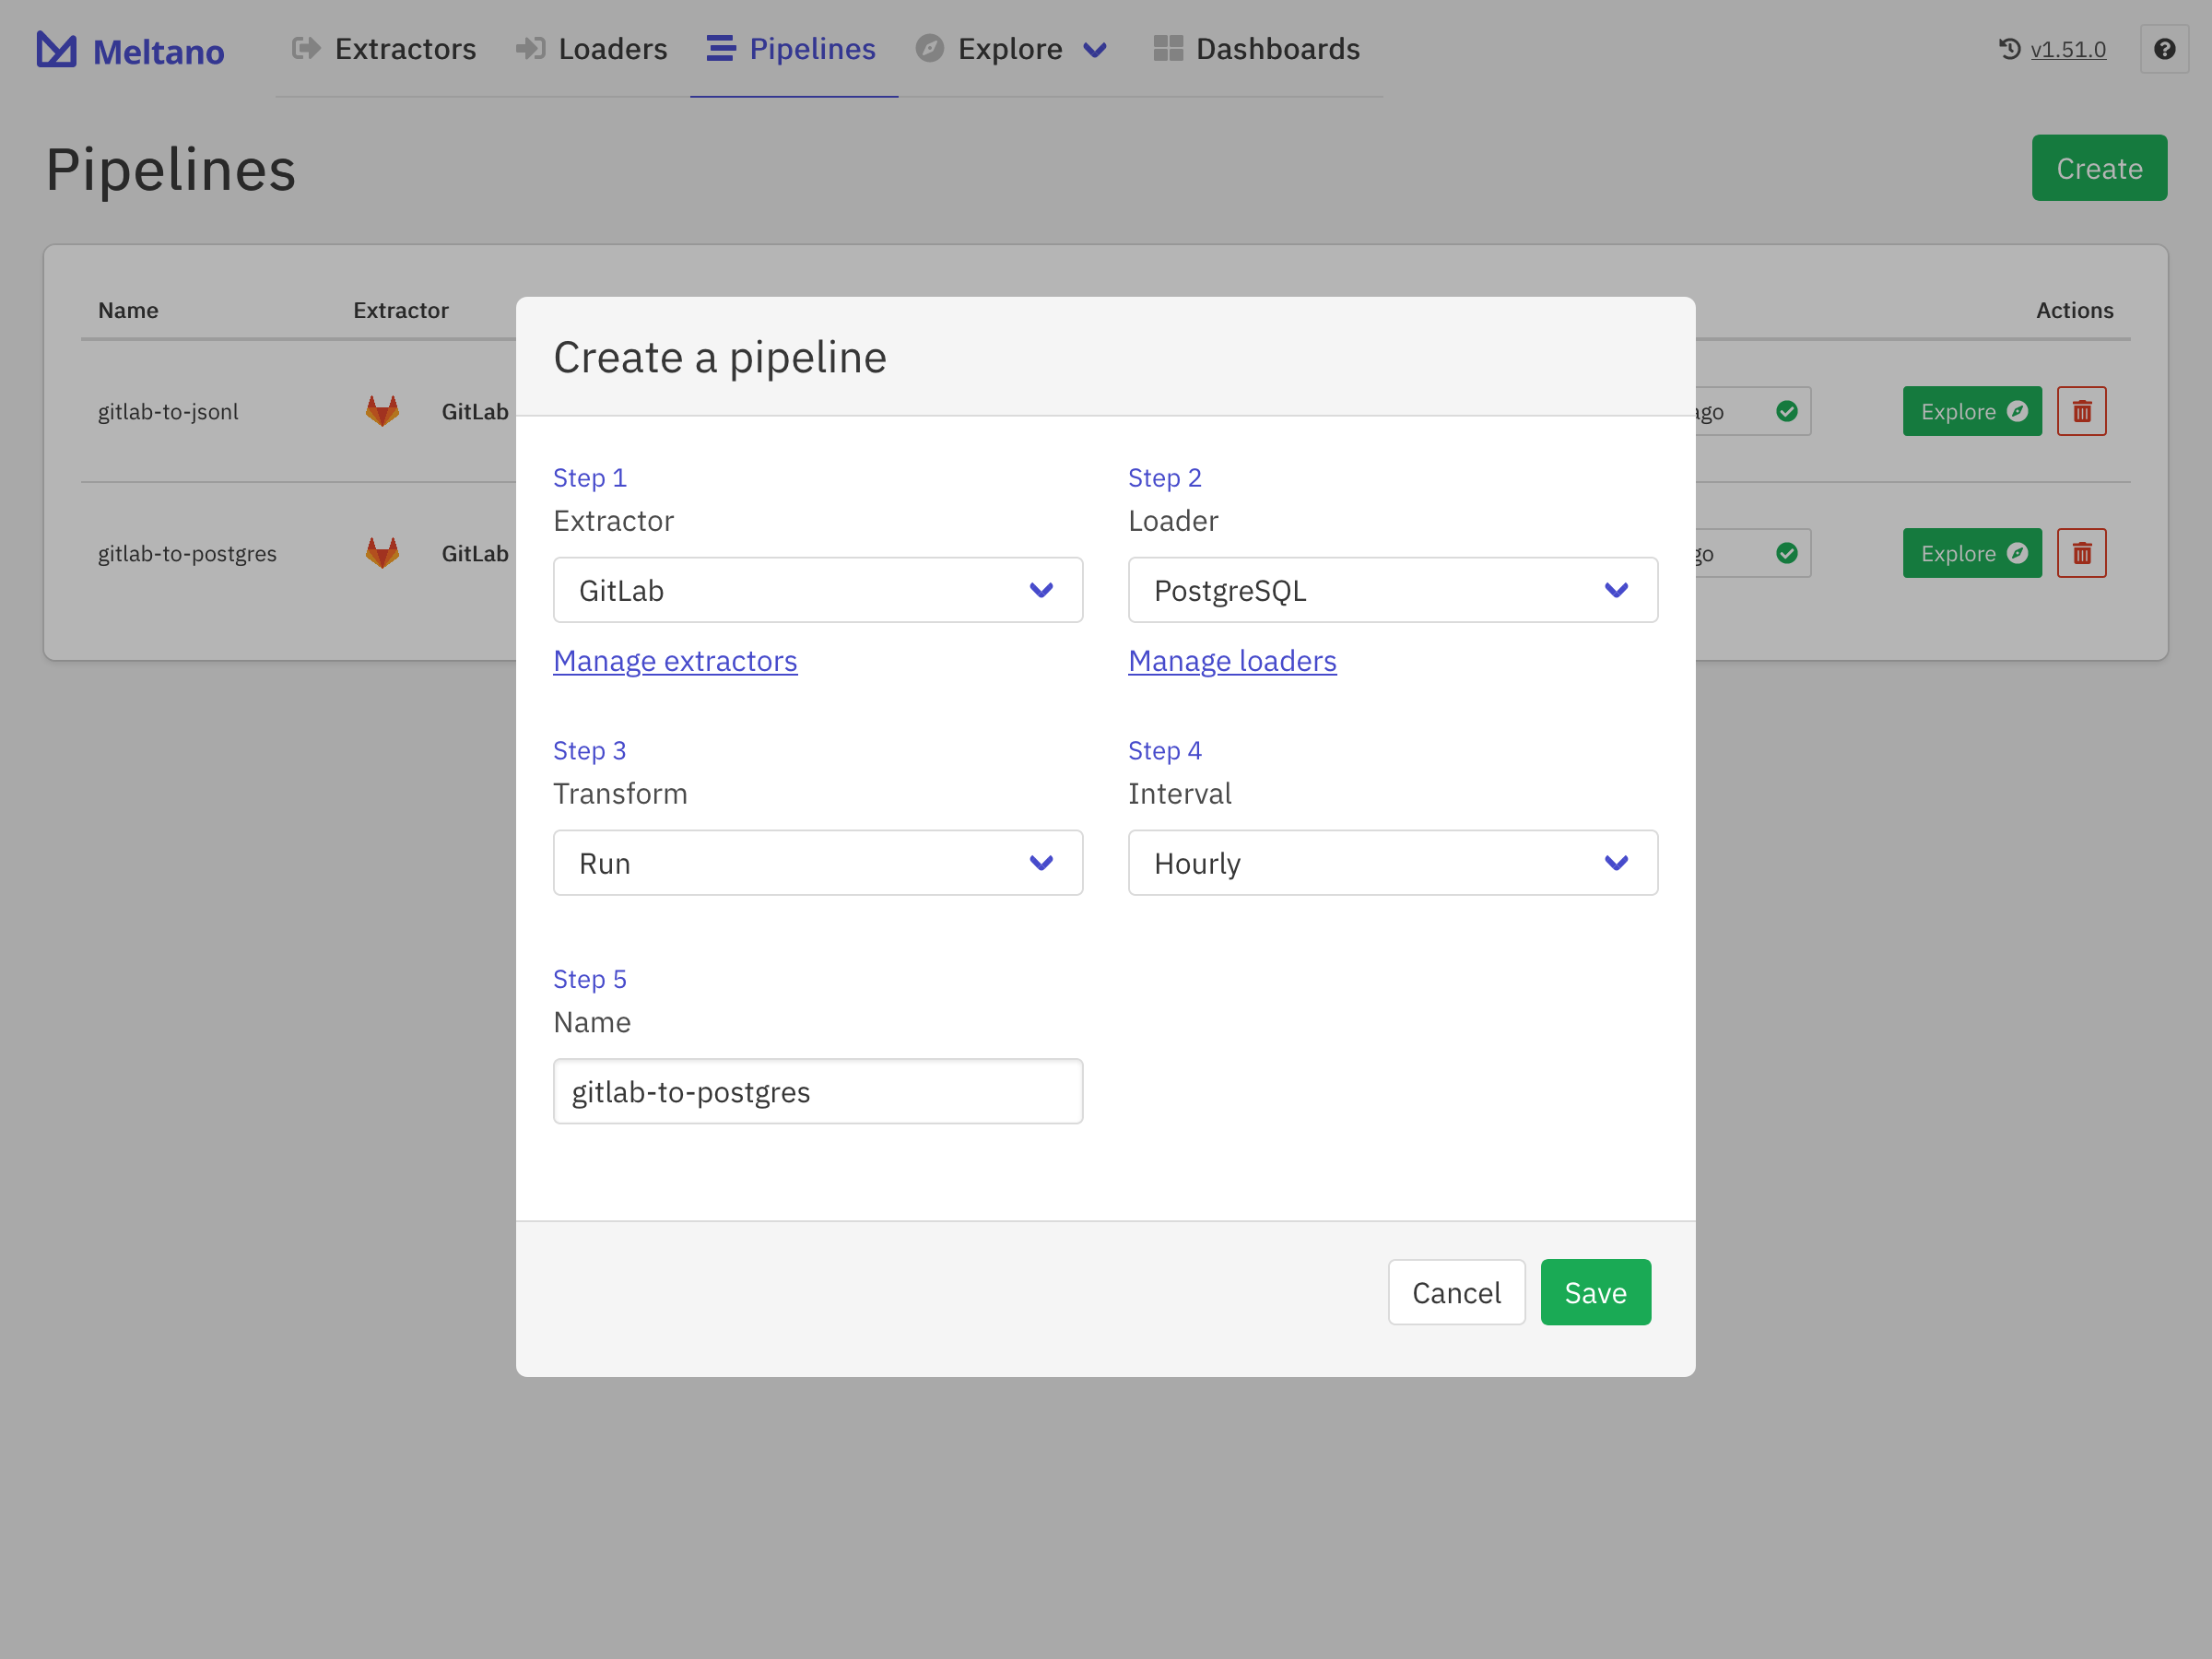 Meltano Extractors Loaders Pipelines Explore Dashboards v1.51.0
Pipelines Create
Name Extractor Actions
gitlab-to-jsonl GitLab ago Explore
gitlab-to-postgres GitLab go Explore
Create a pipeline
Step 1 Step 2
Extractor Loader
GitLab PostgreSQL
Manage extractors Manage loaders
Step 3 Step 4
Transform Interval
Run Hourly
Step 5
Name
gitlab-to-postgres
Cancel Save